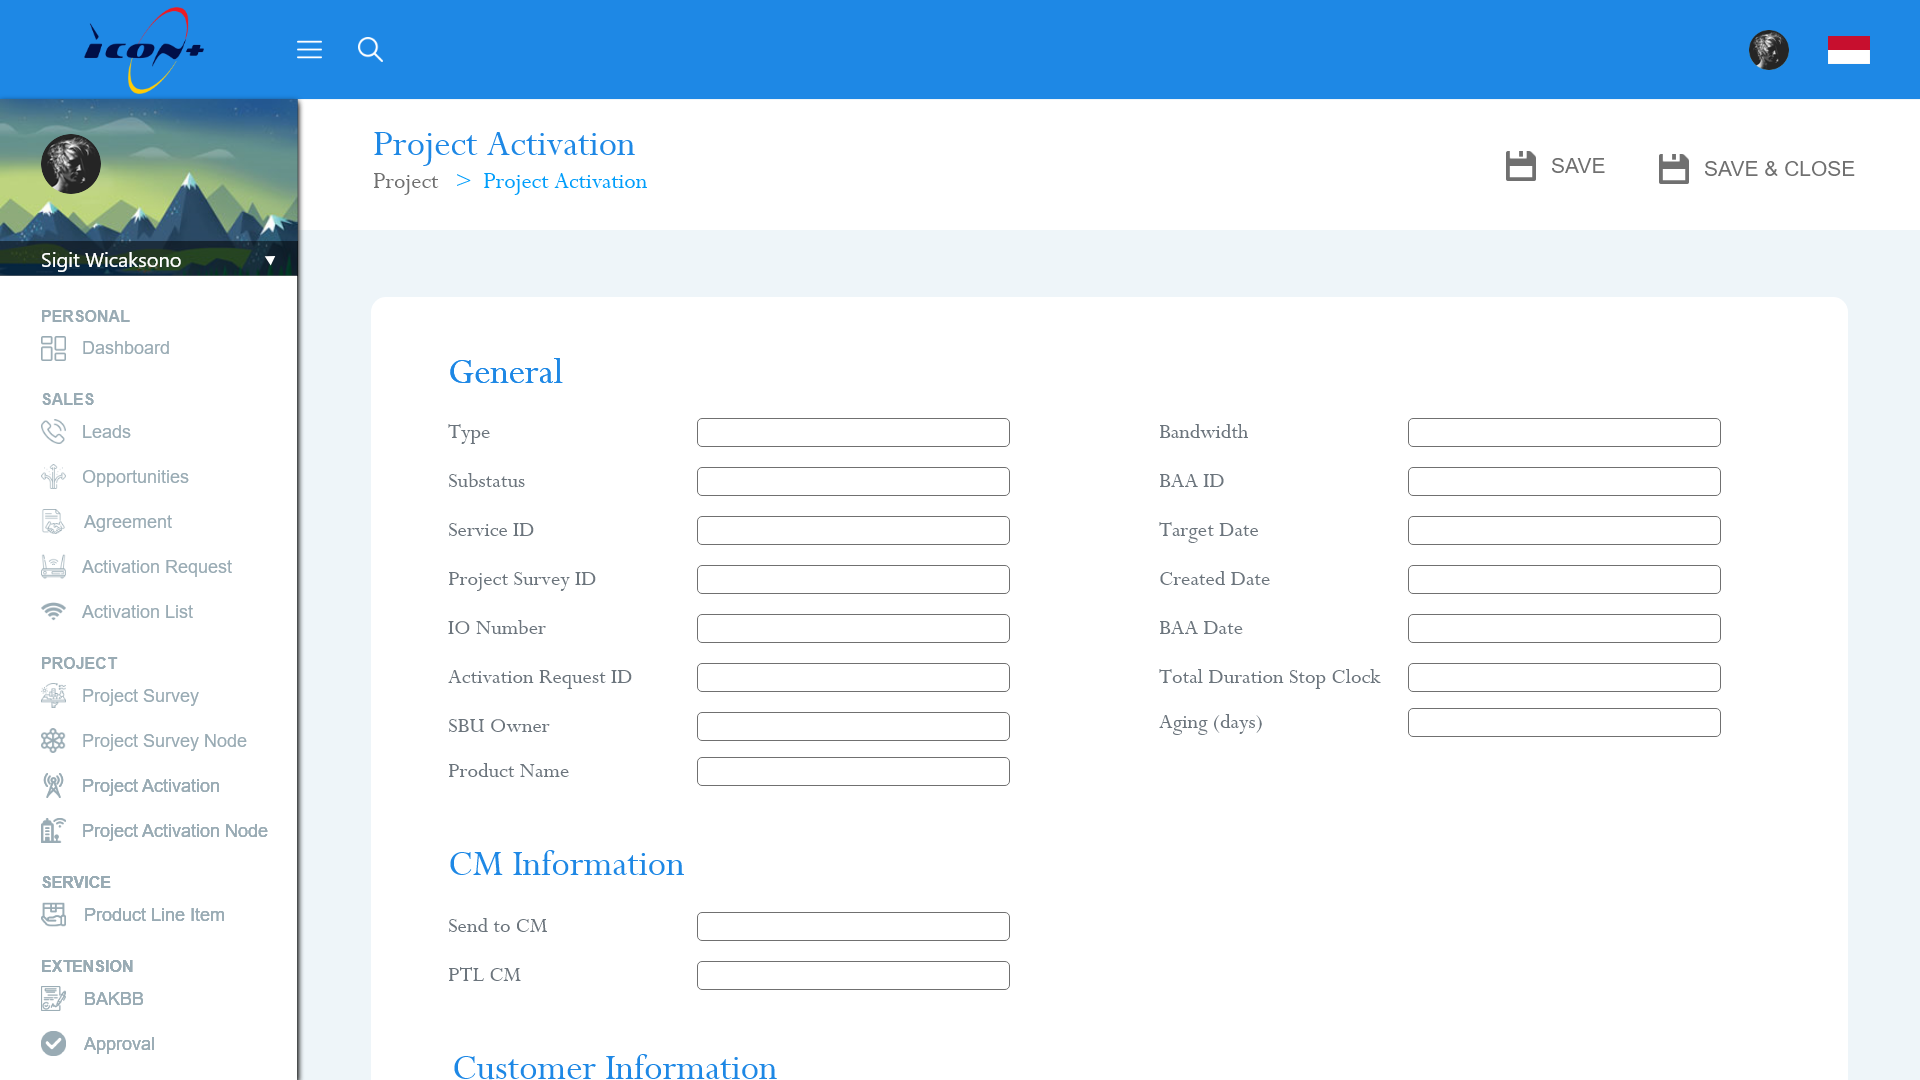 icon+
Project Activation
Project > Project Activation
SAVE
SAVE & CLOSE
Sigit Wicaksono
PERSONAL
Dashboard
SALES
Leads
Opportunities
Agreement
Activation Request
Activation List
PROJECT
Project Survey
Project Survey Node
Project Activation
Project Activation Node
SERVICE
Product Line Item
EXTENSION
BAKBB
Approval
General
Type
Substatus
Service ID
Project Survey ID
IO Number
Activation Request ID
SBU Owner
Product Name
Bandwidth
BAA ID
Target Date
Created Date
BAA Date
Total Duration Stop Clock
Aging (days)
CM Information
Send to CM
PTL CM
Customer Information